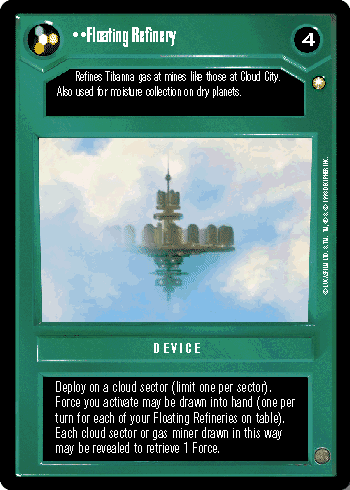 ••Floating Refinery
4
Refines Tibanna gas at mines like those at Cloud City.
Also used for moisture collection on dry planets.
DEVICE
Deploy on a cloud sector (limit one per sector).
Force you activate may be drawn into hand (one per
turn for each of your Floating Refineries on table).
Each cloud sector or gas miner drawn in this way
may be revealed to retrieve 1 Force.